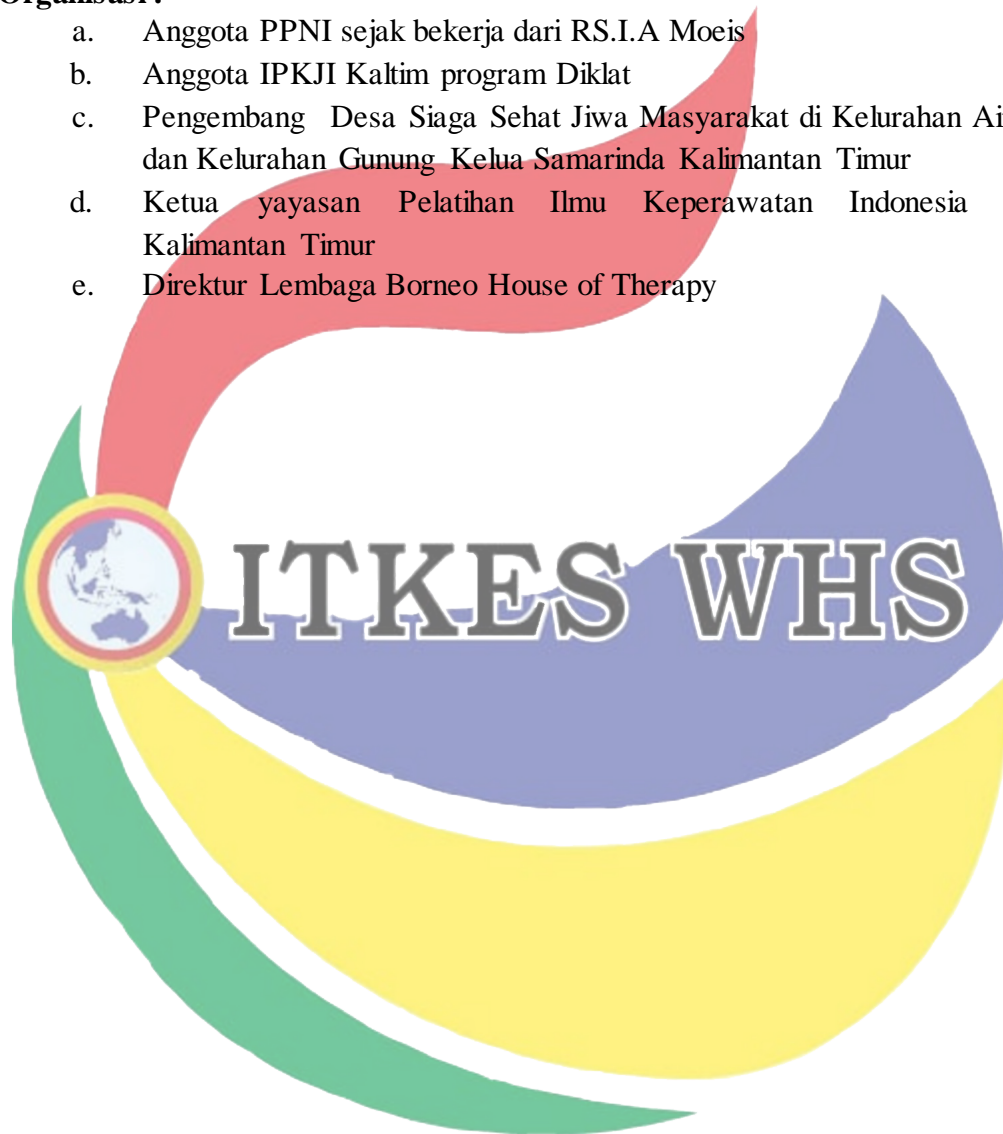 Organisasi :
a. Anggota PPNI sejak bekerja dari RS.I.A Moeis
b. Anggota IPKJI Kaltim program Diklat
c. Pengembang Desa Siaga Sehat Jiwa Masyarakat di Kelurahan
dan Kelurahan Gunung Kelua Samarinda Kalimantan Timur
d. Ketua yayasan Pelatihan Ilmu Keperawatan Indonesia
Kalimantan Timur
e. Direktur Lembaga Borneo House of Therapy
ITKES WHS